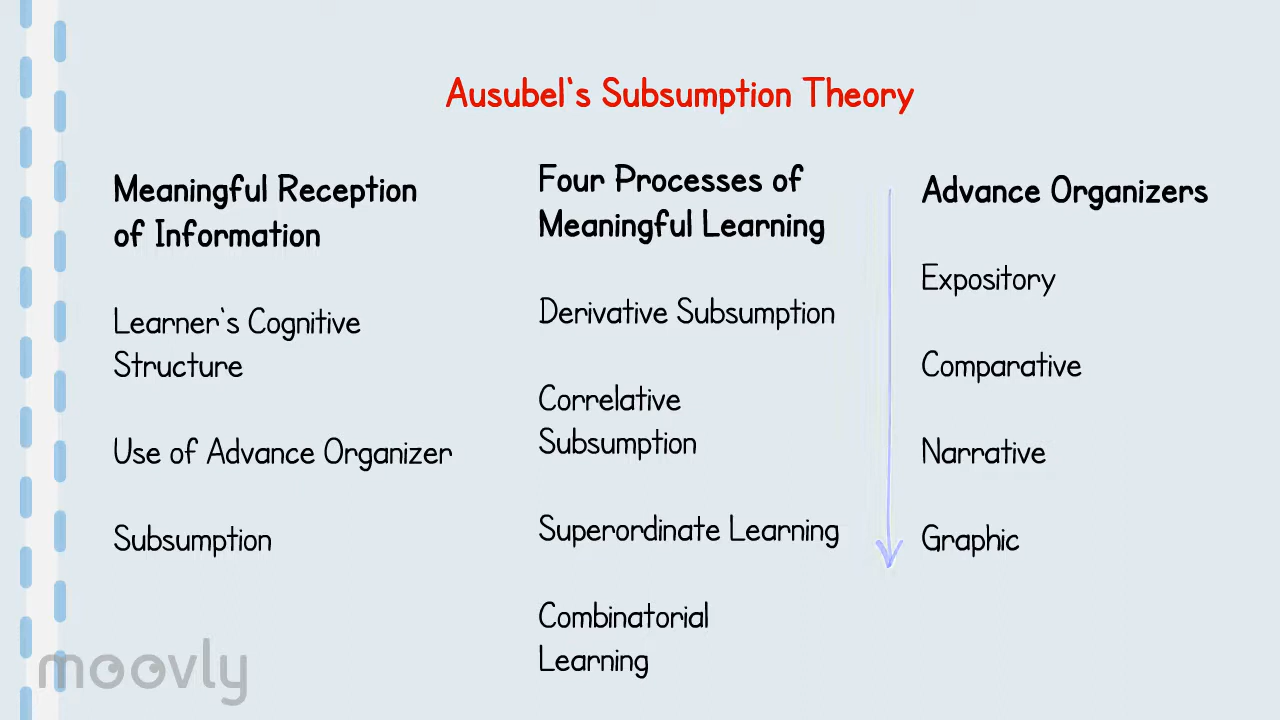 Ausubel's Subsumption Theory
Meaningful Reception
of Information
Learner's Cognitive
Structure
Use of Advance Organizer
Subsumption
Four Processes of
Meaningful Learning
Derivative Subsumption
Correlative
Subsumption
Superordinate Learning
Combinatorial
Learning
Advance Organizers
Expository
Comparative
Narrative
Graphic
moovly